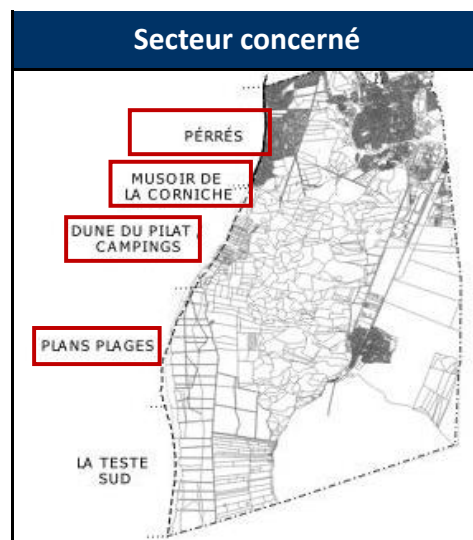 Secteur concerné
PÉRRÉS
MUSOIR DE
LA CORNICHE
DUNE DU PILAT
CAMPINGS
PLANS PLAGES
LA TESTE
SUD